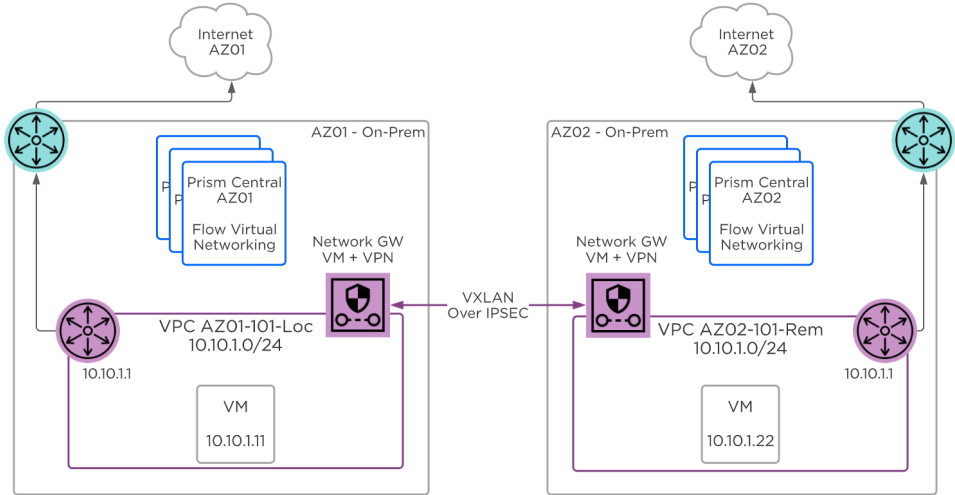 Internet
AZ01
Internet
AZ02
AZ01 - On-Prem
AZ02 - On-Prem
P
P
Prism Central
AZ01
Flow Virtual
Networking
P
P
Prism Central
AZ02
Flow Virtual
Networking
Network GW
VM + VPN
Network GW
VM + VPN
VXLAN
Over IPSEC
VPC AZ01-101-Loc
10.10.1.0/24
VPC AZ02-101-Rem
10.10.1.0/24
10.10.1.1
10.10.1.1
VM
10.10.1.11
VM
10.10.1.22